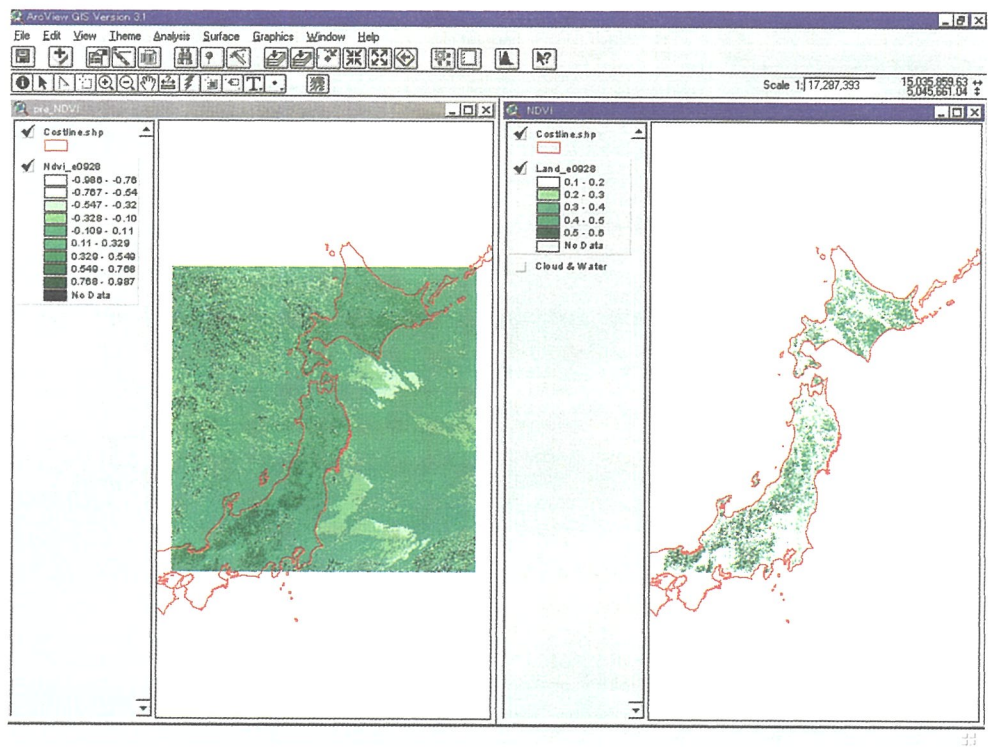 ArcView GIS Version 3.1
File Edit View Theme Analysis Surface Graphics Window Help
Scale 1: 17,287,393
15,035,859.63
5,045,661.04
pre_NDVI
Costline.shp
Ndvi_e0928
-0.986 - -0.76
-0.767 - -0.54
-0.547 - -0.32
-0.328 - -0.10
-0.109 - 0.11
0.11 - 0.329
0.329 - 0.549
0.549 - 0.768
0.768 - 0.987
No Data
NDVI
Costline.shp
Land_e0928
0.1 - 0.2
0.2 - 0.3
0.3 - 0.4
0.4 - 0.5
0.5 - 0.6
No Data
Cloud & Water